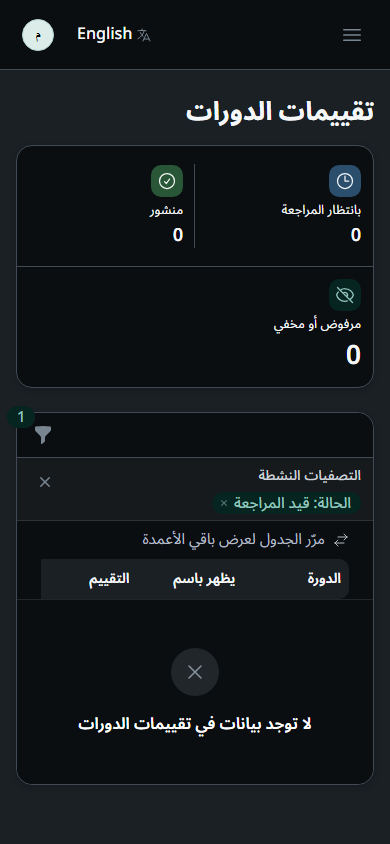 م
English
تقييمات الدورات
بانتظار المراجعة
0
منشور
0
مرفوض أو مخفي
0
1
التصفيات النشطة
الحالة: قيد المراجعة ×
مرّر الجدول لعرض باقي الأعمدة
الدورة يظهر باسم التقييم
لا توجد بيانات في تقييمات الدورات